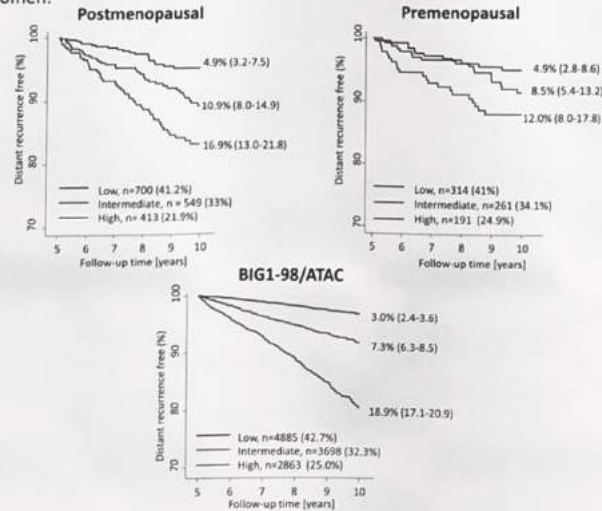 omen.
Postmenopausal
Distant recurrence free (%)
100
90
80
70
4.9% (3.2-7.5)
10.9% (8.0-14.9)
16.9% (13.0-21.8)
Low, n=700 (41.2%)
Intermediate, n = 549 (33%)
High, n= 413 (21.9%)
5 6 7 8 9 10
Follow-up time [years]
Premenopausal
Distant recurrence free (%)
100
90
80
70
4.9% (2.8-8.6)
8.5% (5.4-13.2)
12.0% (8.0-17.8)
Low, n=314 (41%)
Intermediate, n=261 (34.1%)
High, n=191 (24.9%)
5 6 7 8 9 10
Follow-up time [years]
BIG1-98/ATAC
Distant recurrence free (%)
100
90
80
70
3.0% (2.4-3.6)
7.3% (6.3-8.5)
18.9% (17.1-20.9)
Low, n=4885 (42.7%)
Intermediate, n=3698 (32.3%)
High, n=2863 (25.0%)
5 6 7 8 9 10
Follow-up time [years]